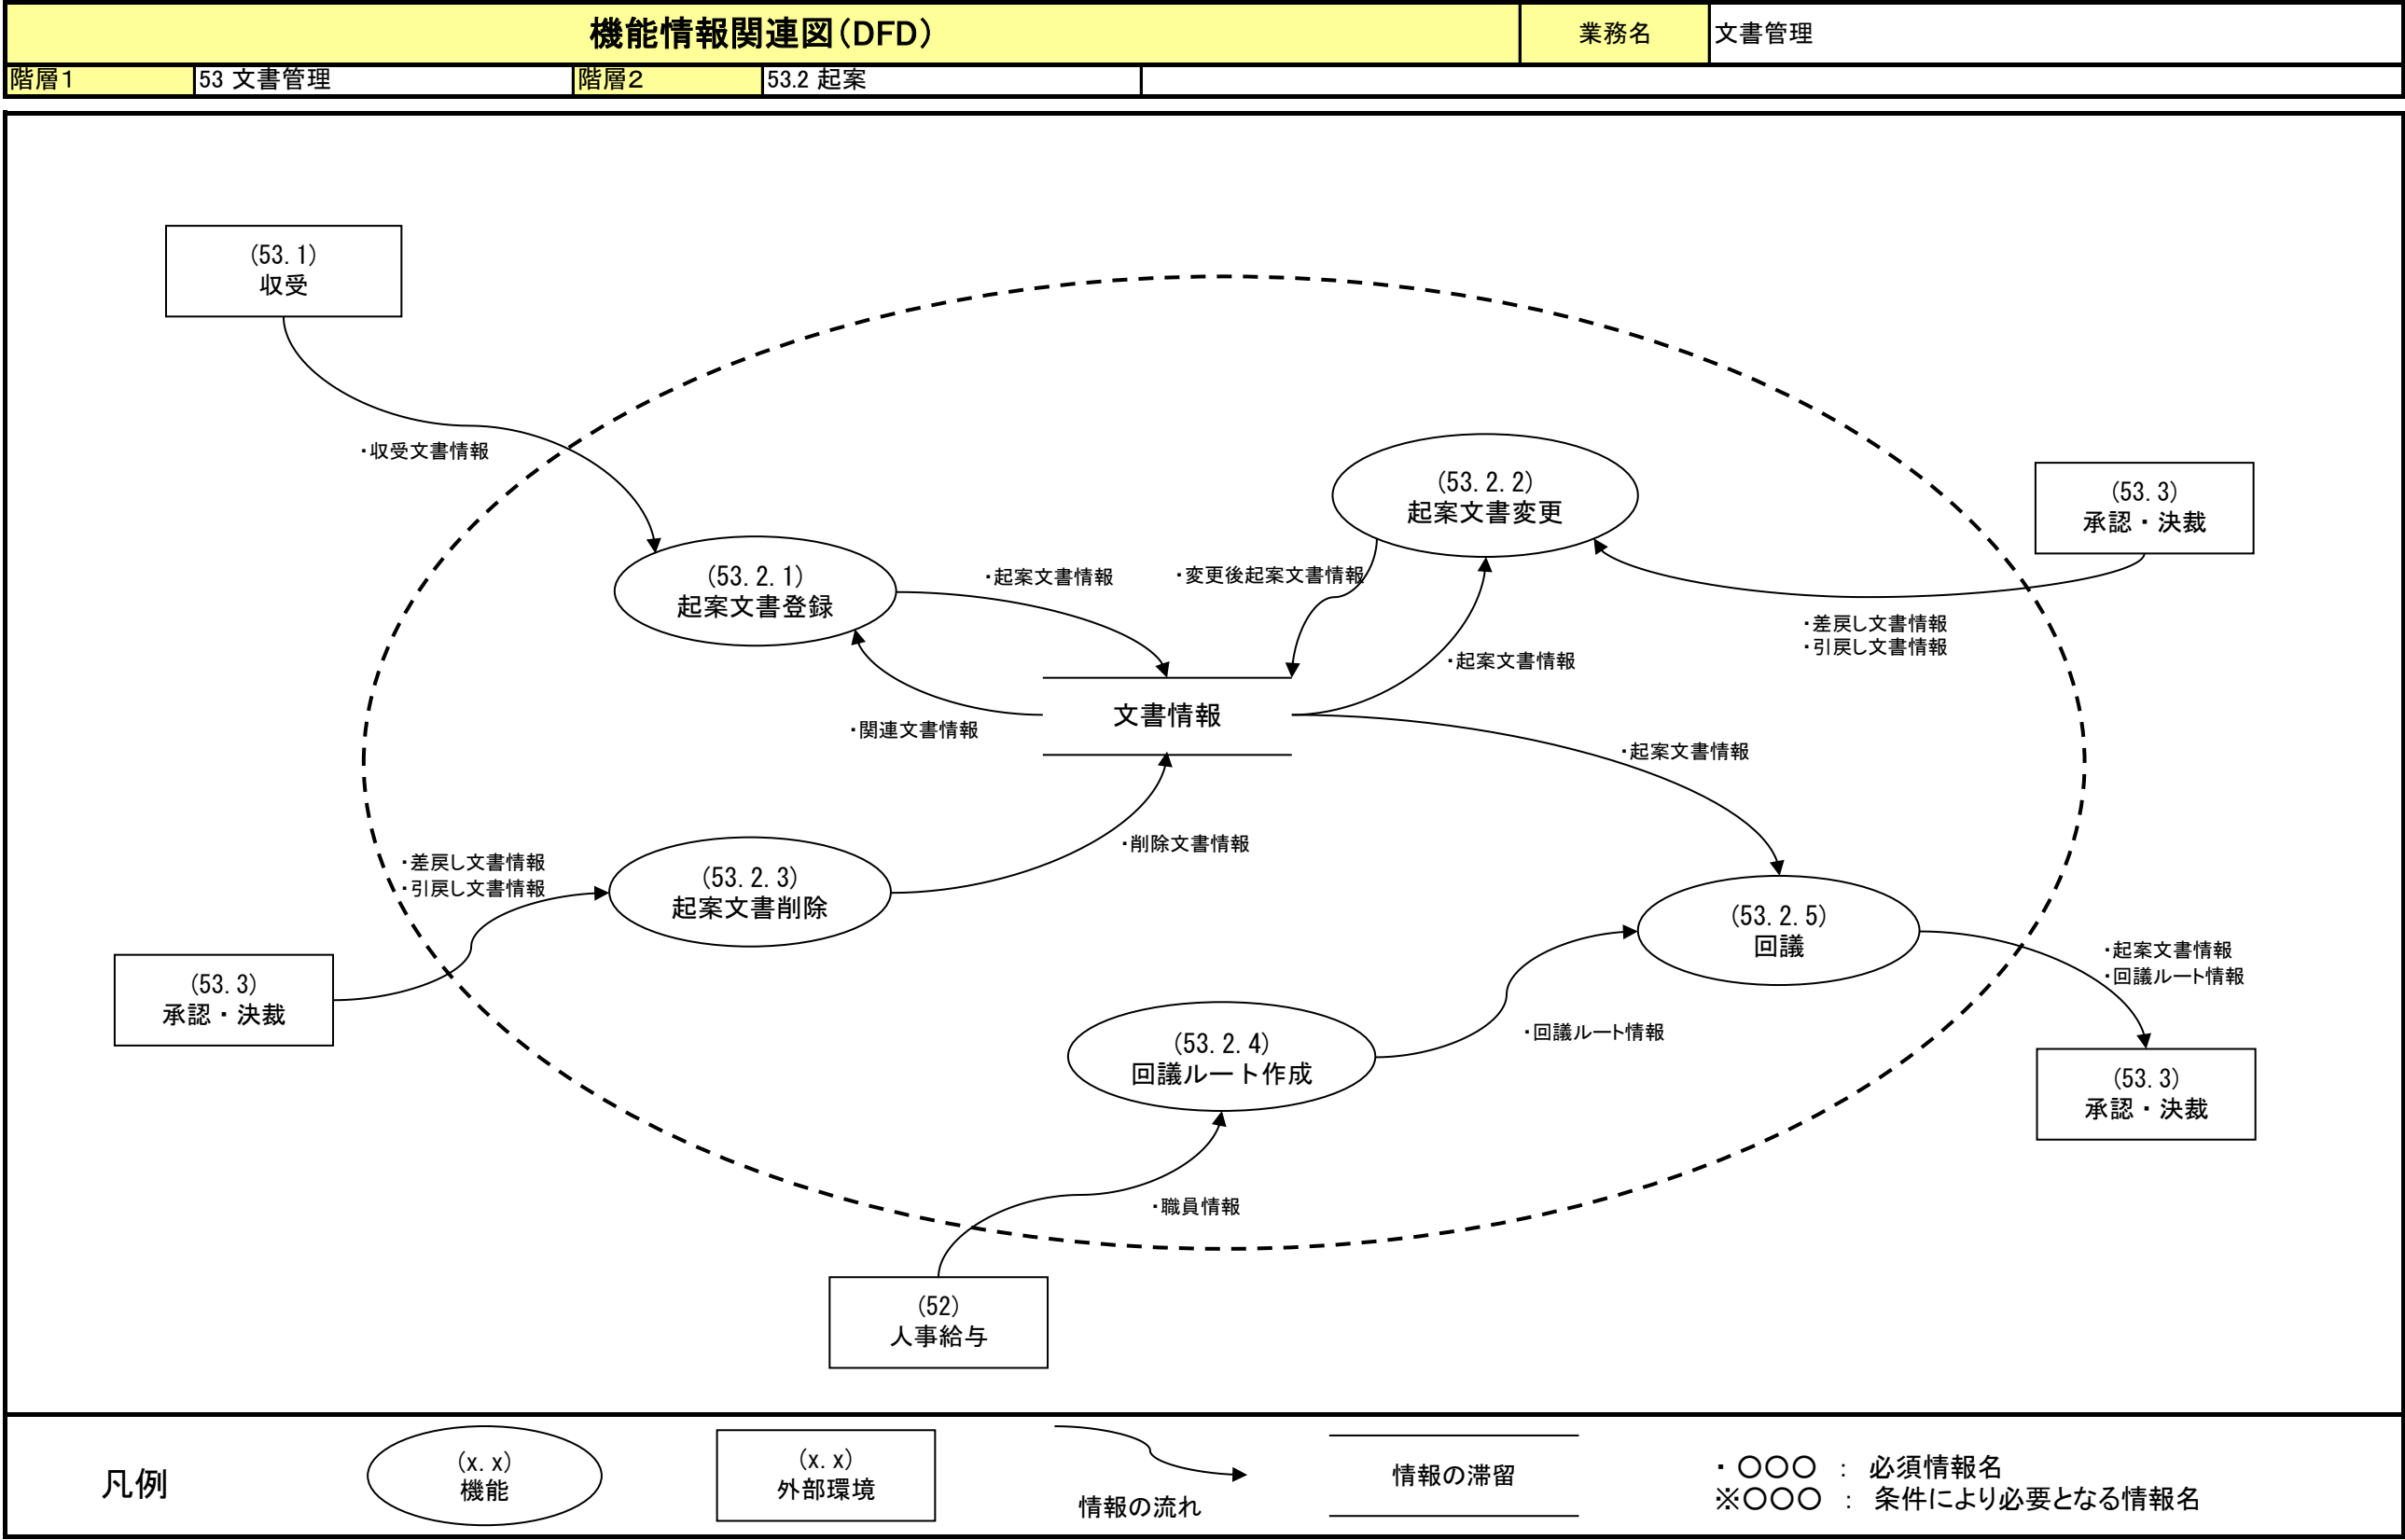 機能情報関連図（DFD）
業務名
文書管理
階層１
53 文書管理
階層２
53.2 起案
(53.1)
収受
・収受文書情報
(53.2.2)
起案文書変更
(53.3)
承認・決裁
(53.2.1)
起案文書登録
・起案文書情報
・変更後起案文書情報
・差戻し文書情報
・引戻し文書情報
・起案文書情報
文書情報
・関連文書情報
・起案文書情報
・削除文書情報
・差戻し文書情報
・引戻し文書情報
(53.2.3)
起案文書削除
(53.2.5)
回議
・起案文書情報
・回議ルート情報
(53.3)
承認・決裁
(53.2.4)
回議ルート作成
・回議ルート情報
(53.3)
承認・決裁
・職員情報
(52)
人事給与
凡例
(x.x)
機能
(x.x)
外部環境
情報の流れ
情報の滞留
・ 〇〇〇 ： 必須情報名
※〇〇〇 ： 条件により必要となる情報名